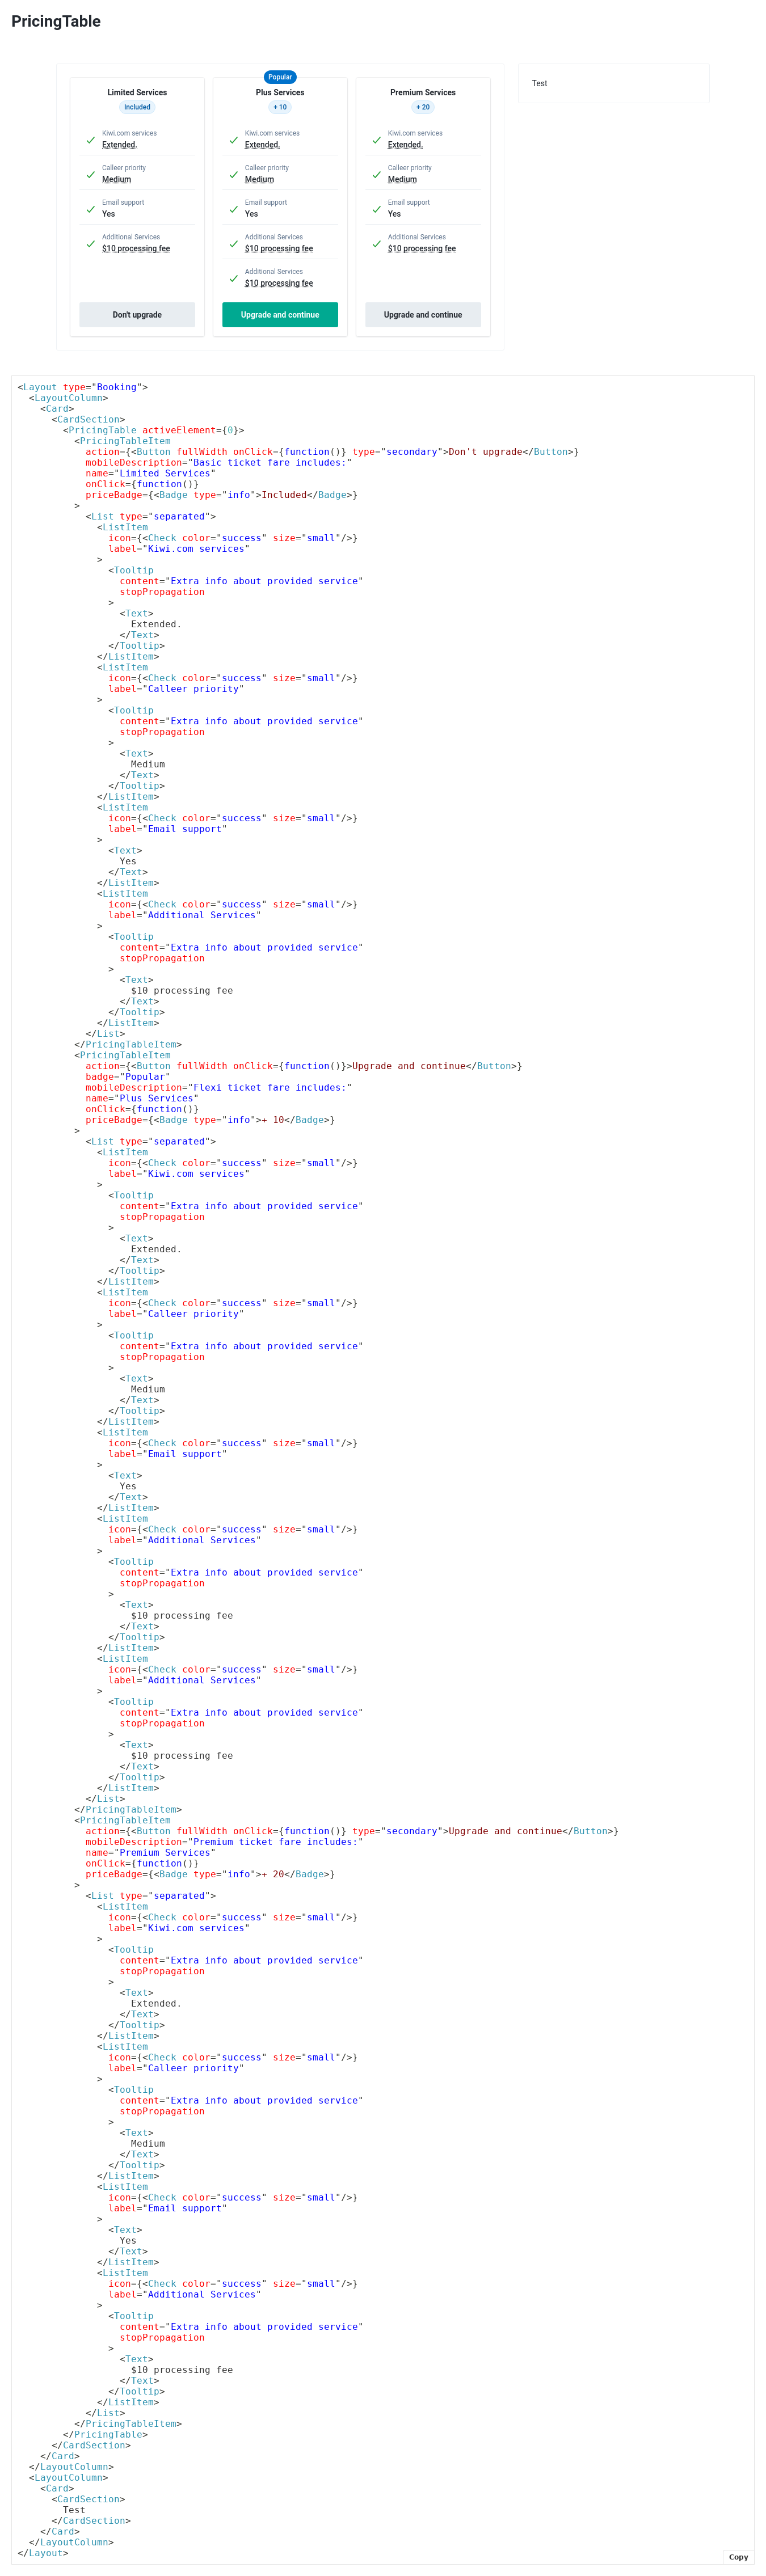 PricingTable
Popular
Limited Services
Included
Kiwi.com services
Extended.
Calleer priority
Medium
Email support
Yes
Additional Services
$10 processing fee
Don't upgrade
Plus Services
+ 10
Kiwi.com services
Extended.
Calleer priority
Medium
Email support
Yes
Additional Services
$10 processing fee
Additional Services
$10 processing fee
Upgrade and continue
Premium Services
+ 20
Kiwi.com services
Extended.
Calleer priority
Medium
Email support
Yes
Additional Services
$10 processing fee
Upgrade and continue
Test
<Layout type="Booking">
  <LayoutColumn>
    <Card>
      <CardSection>
        <PricingTable activeElement={0}>
          <PricingTableItem
            action={<Button fullWidth onClick={function()} type="secondary">Don't upgrade</Button>}
            mobileDescription="Basic ticket fare includes:"
            name="Limited Services"
            onClick={function()}
            priceBadge={<Badge type="info">Included</Badge>}
          >
            <List type="separated">
              <ListItem
                icon={<Check color="success" size="small"/>}
                label="Kiwi.com services"
              >
                <Tooltip
                  content="Extra info about provided service"
                  stopPropagation
                >
                  <Text>
                    Extended.
                  </Text>
                </Tooltip>
              </ListItem>
              <ListItem
                icon={<Check color="success" size="small"/>}
                label="Calleer priority"
              >
                <Tooltip
                  content="Extra info about provided service"
                  stopPropagation
                >
                  <Text>
                    Medium
                  </Text>
                </Tooltip>
              </ListItem>
              <ListItem
                icon={<Check color="success" size="small"/>}
                label="Email support"
              >
                <Text>
                  Yes
                </Text>
              </ListItem>
              <ListItem
                icon={<Check color="success" size="small"/>}
                label="Additional Services"
              >
                <Tooltip
                  content="Extra info about provided service"
                  stopPropagation
                >
                  <Text>
                    $10 processing fee
                  </Text>
                </Tooltip>
              </ListItem>
            </List>
          </PricingTableItem>
          <PricingTableItem
            action={<Button fullWidth onClick={function()}>Upgrade and continue</Button>}
            badge="Popular"
            mobileDescription="Flexi ticket fare includes:"
            name="Plus Services"
            onClick={function()}
            priceBadge={<Badge type="info">+ 10</Badge>}
          >
            <List type="separated">
              <ListItem
                icon={<Check color="success" size="small"/>}
                label="Kiwi.com services"
              >
                <Tooltip
                  content="Extra info about provided service"
                  stopPropagation
                >
                  <Text>
                    Extended.
                  </Text>
                </Tooltip>
              </ListItem>
              <ListItem
                icon={<Check color="success" size="small"/>}
                label="Calleer priority"
              >
                <Tooltip
                  content="Extra info about provided service"
                  stopPropagation
                >
                  <Text>
                    Medium
                  </Text>
                </Tooltip>
              </ListItem>
              <ListItem
                icon={<Check color="success" size="small"/>}
                label="Email support"
              >
                <Text>
                  Yes
                </Text>
              </ListItem>
              <ListItem
                icon={<Check color="success" size="small"/>}
                label="Additional Services"
              >
                <Tooltip
                  content="Extra info about provided service"
                  stopPropagation
                >
                  <Text>
                    $10 processing fee
                  </Text>
                </Tooltip>
              </ListItem>
              <ListItem
                icon={<Check color="success" size="small"/>}
                label="Additional Services"
              >
                <Tooltip
                  content="Extra info about provided service"
                  stopPropagation
                >
                  <Text>
                    $10 processing fee
                  </Text>
                </Tooltip>
              </ListItem>
            </List>
          </PricingTableItem>
          <PricingTableItem
            action={<Button fullWidth onClick={function()} type="secondary">Upgrade and continue</Button>}
            mobileDescription="Premium ticket fare includes:"
            name="Premium Services"
            onClick={function()}
            priceBadge={<Badge type="info">+ 20</Badge>}
          >
            <List type="separated">
              <ListItem
                icon={<Check color="success" size="small"/>}
                label="Kiwi.com services"
              >
                <Tooltip
                  content="Extra info about provided service"
                  stopPropagation
                >
                  <Text>
                    Extended.
                  </Text>
                </Tooltip>
              </ListItem>
              <ListItem
                icon={<Check color="success" size="small"/>}
                label="Calleer priority"
              >
                <Tooltip
                  content="Extra info about provided service"
                  stopPropagation
                >
                  <Text>
                    Medium
                  </Text>
                </Tooltip>
              </ListItem>
              <ListItem
                icon={<Check color="success" size="small"/>}
                label="Email support"
              >
                <Text>
                  Yes
                </Text>
              </ListItem>
              <ListItem
                icon={<Check color="success" size="small"/>}
                label="Additional Services"
              >
                <Tooltip
                  content="Extra info about provided service"
                  stopPropagation
                >
                  <Text>
                    $10 processing fee
                  </Text>
                </Tooltip>
              </ListItem>
            </List>
          </PricingTableItem>
        </PricingTable>
      </CardSection>
    </Card>
  </LayoutColumn>
  <LayoutColumn>
    <Card>
      <CardSection>
        Test
      </CardSection>
    </Card>
  </LayoutColumn>
</Layout>
Copy